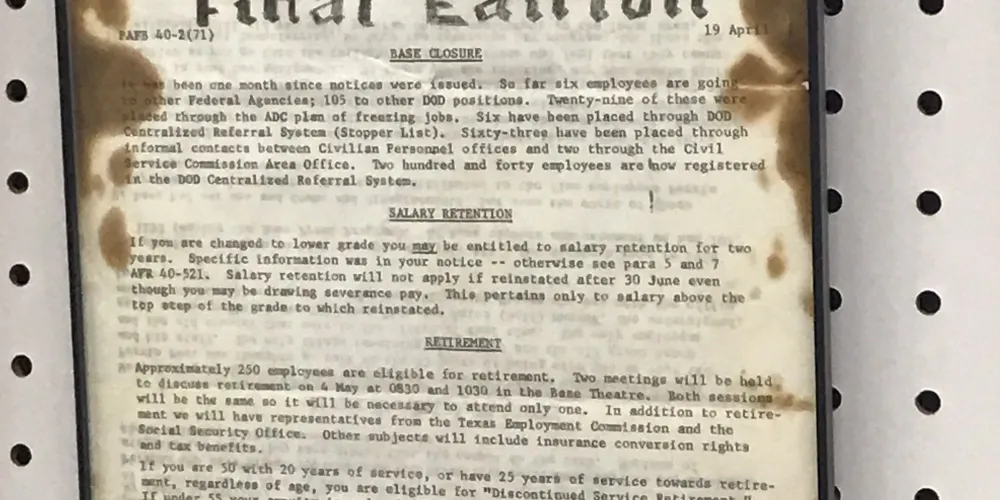 Final Edition
PAFB 40-2(71) 19 April
BASE CLOSURE
It has been one month since notices were issued. So far six employees are going
to other Federal Agencies; 105 to other DOD positions. Twenty-nine of these were
placed through the ADC plan of freezing jobs. Six have been placed through DOD
Centralized Referral System (Stopper List). Sixty-three have been placed through
informal contacts between Civilian Personnel offices and two through the Civil
Service Commission Area Office. Two hundred and forty employees are now registered
in the DOD Centralized Referral System.
SALARY RETENTION
If you are changed to lower grade you may be entitled to salary retention for two
years. Specific information was in your notice -- otherwise see para 5 and 7
AFR 40-521. Salary retention will not apply if reinstated after 30 June even
though you may be drawing severance pay. This pertains only to salary above the
top step of the grade to which reinstated.
RETIREMENT
Approximately 250 employees are eligible for retirement. Two meetings will be held
to discuss retirement on 4 May at 0830 and 1030 in the Base Theatre. Both sessions
will be the same so it will be necessary to attend only one. In addition to retire-
ment we will have representatives from the Texas Employment Commission and the
Social Security Office. Other subjects will include insurance conversion rights
and tax benefits.
If you are 50 with 20 years of service, or have 25 years of service towards retire-
ment, regardless of age, you are eligible for "Discontinued Service Retirement."
If under 55 your